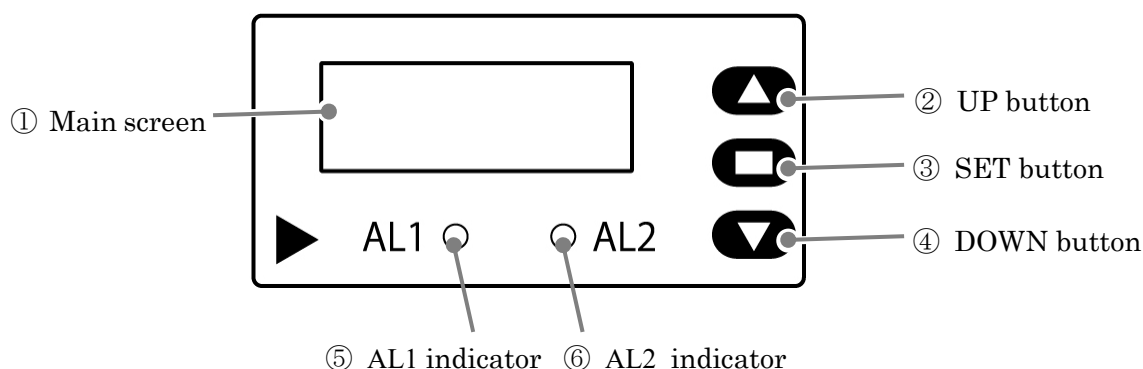 ① Main screen
② UP button
③ SET button
④ DOWN button
AL1
AL2
⑤ AL1 indicator
⑥ AL2 indicator